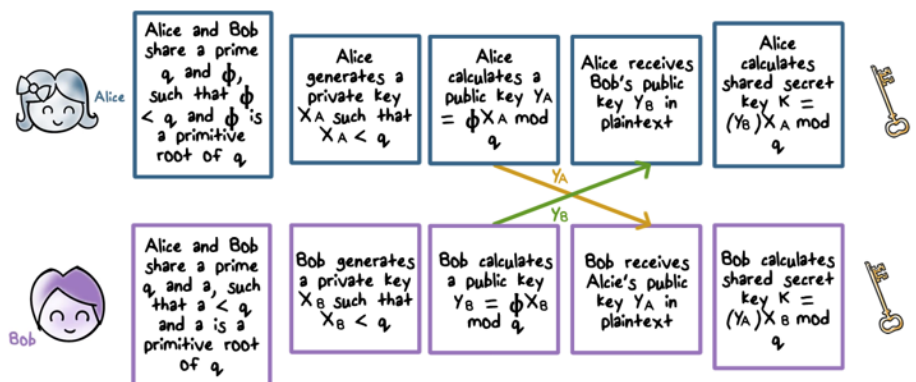 Alice
Alice and Bob
share a prime
q and ϕ,
such that ϕ
< q and ϕ is
a primitive
root of q
Alice
generates a
private key
XA such that
XA < q
Alice
calculates a
public key YA
= ϕXA mod
q
Alice receives
Bob's public
key YB in
plaintext
Alice
calculates
shared secret
key K =
(YB)XA mod
q
YA
YB
Bob
Alice and Bob
share a prime
q and a, such
that a < q
and a is a
primitive root
of q
Bob generates
a private key
XB such that
XB < q
Bob calculates
a public key
YB = ϕXB
mod q
Bob receives
Alcie's public
key YA in
plaintext
Bob calculates
shared secret
key K =
(YA)XB mod
q